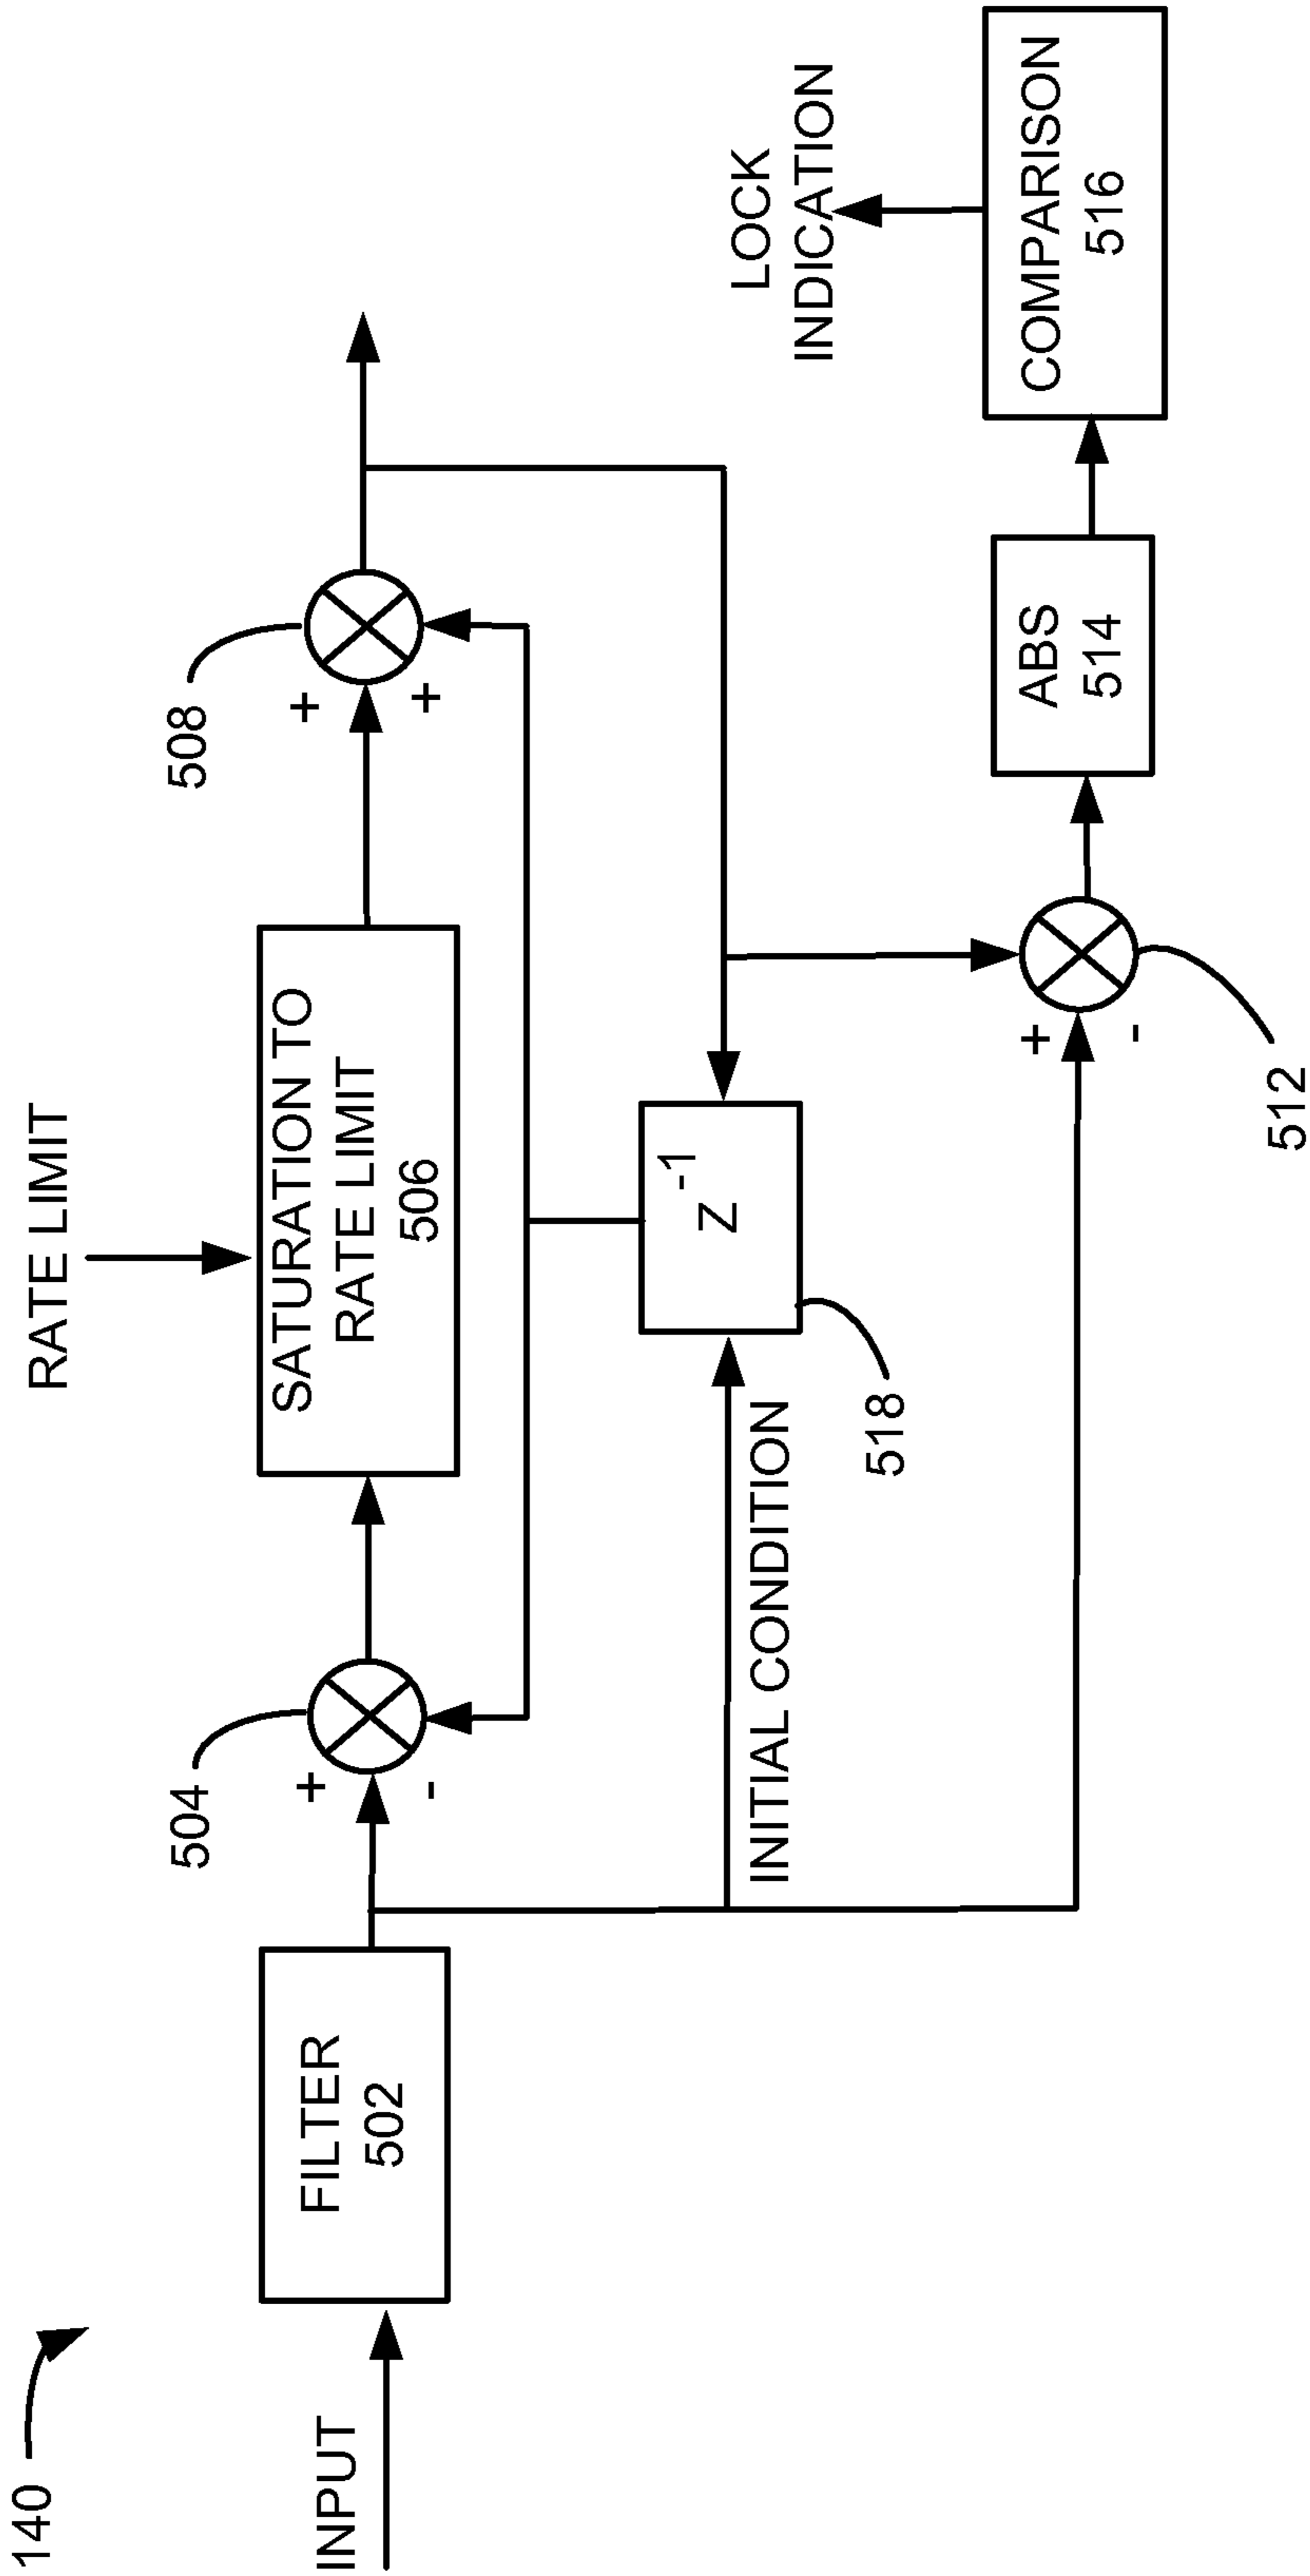 140
RATE LIMIT
INPUT
FILTER
502
504
+
-
SATURATION TO
RATE LIMIT
506
508
+
+
INITIAL CONDITION
Z -1
518
512
+
-
ABS
514
LOCK
INDICATION
COMPARISON
516